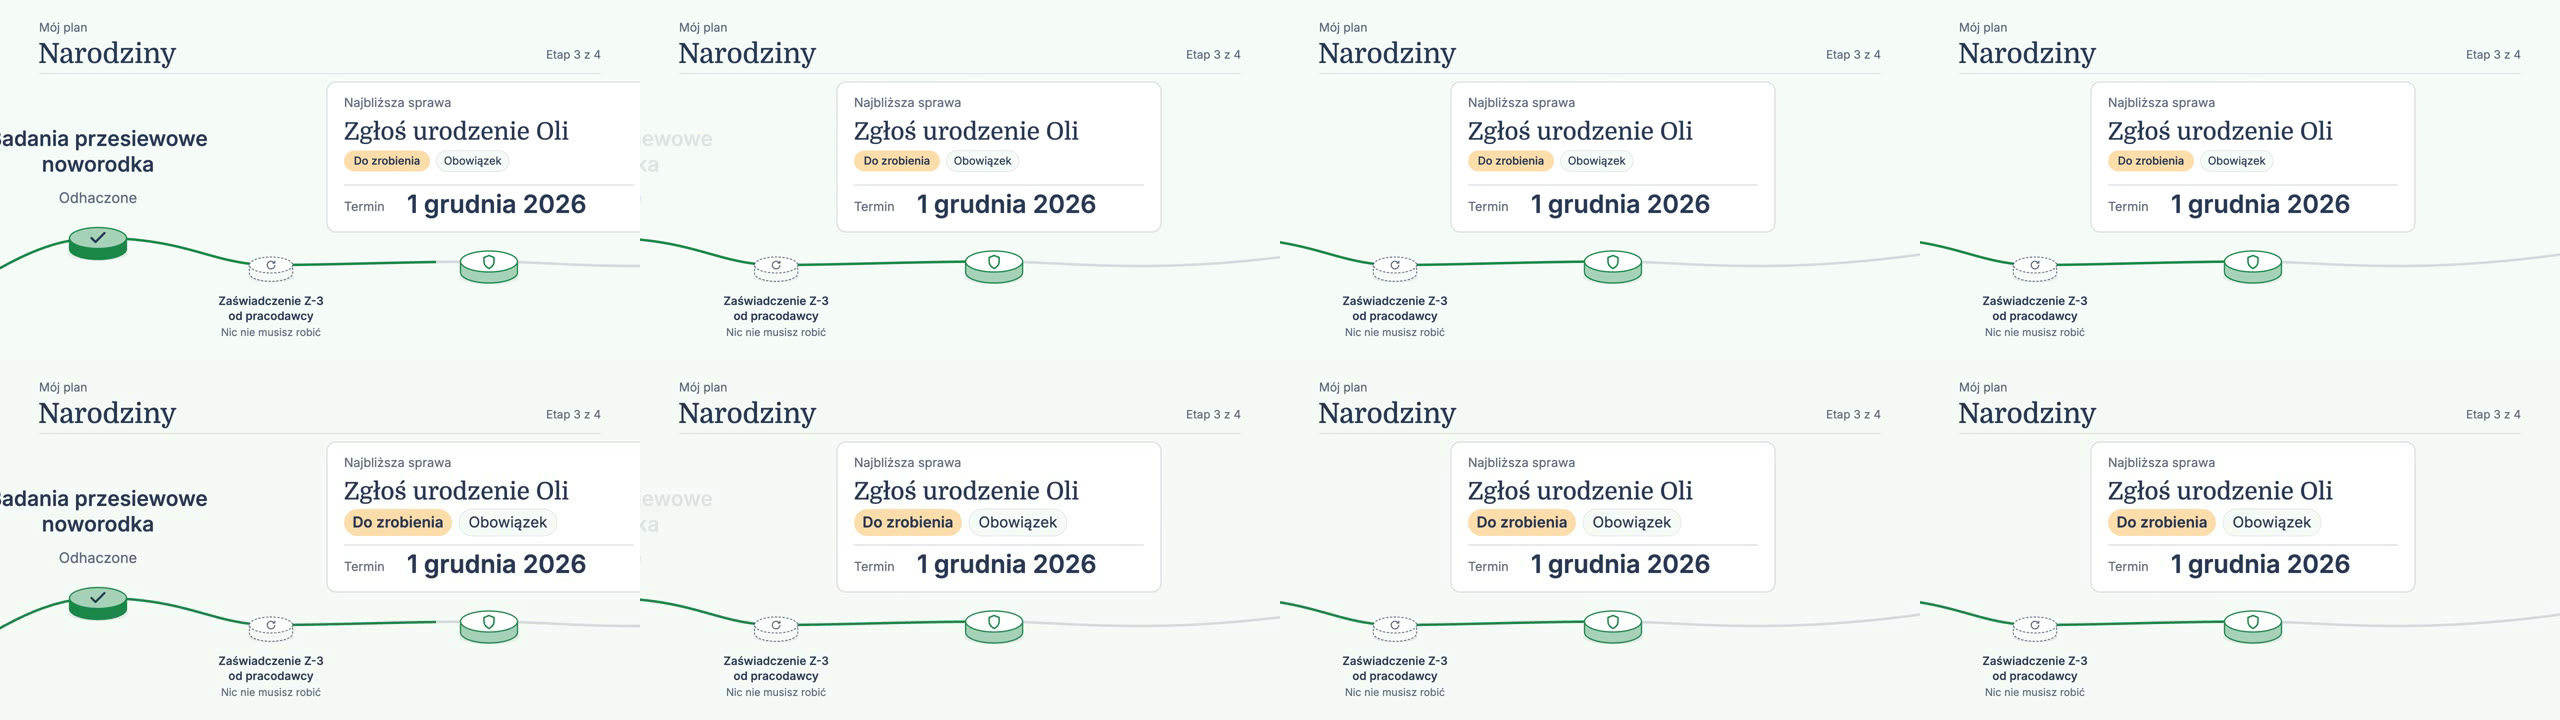 Mój plan
Narodziny
Etap 3 z 4
Badania przesiewowe
noworodka
Odhaczone
Najbliższa sprawa
Zgłoś urodzenie Oli
Do zrobienia
Obowiązek
Termin 1 grudnia 2026
Zaświadczenie Z-3
od pracodawcy
Nic nie musisz robić
Mój plan
Narodziny
Etap 3 z 4
Najbliższa sprawa
Zgłoś urodzenie Oli
Do zrobienia
Obowiązek
Termin 1 grudnia 2026
Zaświadczenie Z-3
od pracodawcy
Nic nie musisz robić
Mój plan
Narodziny
Etap 3 z 4
Najbliższa sprawa
Zgłoś urodzenie Oli
Do zrobienia
Obowiązek
Termin 1 grudnia 2026
Zaświadczenie Z-3
od pracodawcy
Nic nie musisz robić
Mój plan
Narodziny
Etap 3 z 4
Najbliższa sprawa
Zgłoś urodzenie Oli
Do zrobienia
Obowiązek
Termin 1 grudnia 2026
Zaświadczenie Z-3
od pracodawcy
Nic nie musisz robić
Mój plan
Narodziny
Etap 3 z 4
Badania przesiewowe
noworodka
Odhaczone
Najbliższa sprawa
Zgłoś urodzenie Oli
Do zrobienia
Obowiązek
Termin 1 grudnia 2026
Zaświadczenie Z-3
od pracodawcy
Nic nie musisz robić
Mój plan
Narodziny
Etap 3 z 4
Najbliższa sprawa
Zgłoś urodzenie Oli
Do zrobienia
Obowiązek
Termin 1 grudnia 2026
Zaświadczenie Z-3
od pracodawcy
Nic nie musisz robić
Mój plan
Narodziny
Etap 3 z 4
Najbliższa sprawa
Zgłoś urodzenie Oli
Do zrobienia
Obowiązek
Termin 1 grudnia 2026
Zaświadczenie Z-3
od pracodawcy
Nic nie musisz robić
Mój plan
Narodziny
Etap 3 z 4
Najbliższa sprawa
Zgłoś urodzenie Oli
Do zrobienia
Obowiązek
Termin 1 grudnia 2026
Zaświadczenie Z-3
od pracodawcy
Nic nie musisz robić